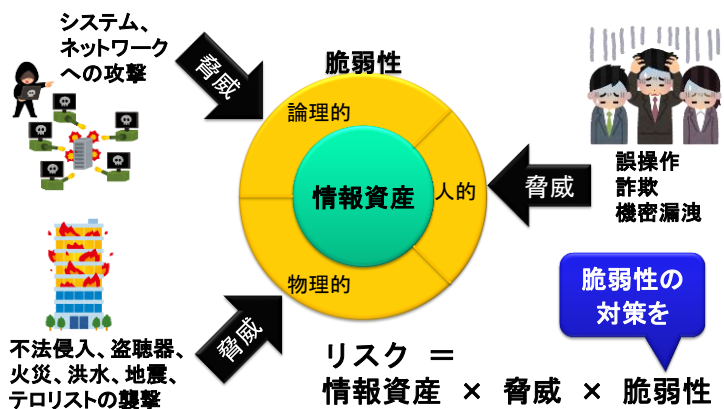 システム、
ネットワーク
への攻撃
脅威
脆弱性
論理的
情報資産
人的
物理的
脅威
誤操作
詐欺
機密漏洩
不法侵入、盗聴器、
火災、洪水、地震、
テロリストの襲撃
脅威
脆弱性の
対策を
リスク ＝
情報資産 × 脅威 × 脆弱性